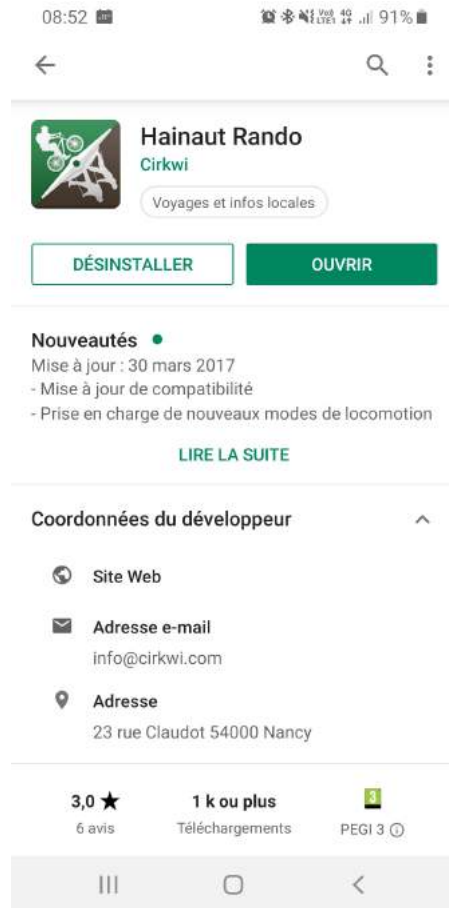 08:52
Vo) 4G
LTE1 91%
Hainaut Rando
Cirkwi
Voyages et infos locales
DÉSINSTALLER
OUVRIR
Nouveautés
Mise à jour : 30 mars 2017
- Mise à jour de compatibilité
- Prise en charge de nouveaux modes de locomotion
LIRE LA SUITE
Coordonnées du développeur
Site Web
Adresse e-mail
info@cirkwi.com
Adresse
23 rue Claudot 54000 Nancy
3,0 ★ 1 k ou plus 3
6 avis Téléchargements PEGI 3